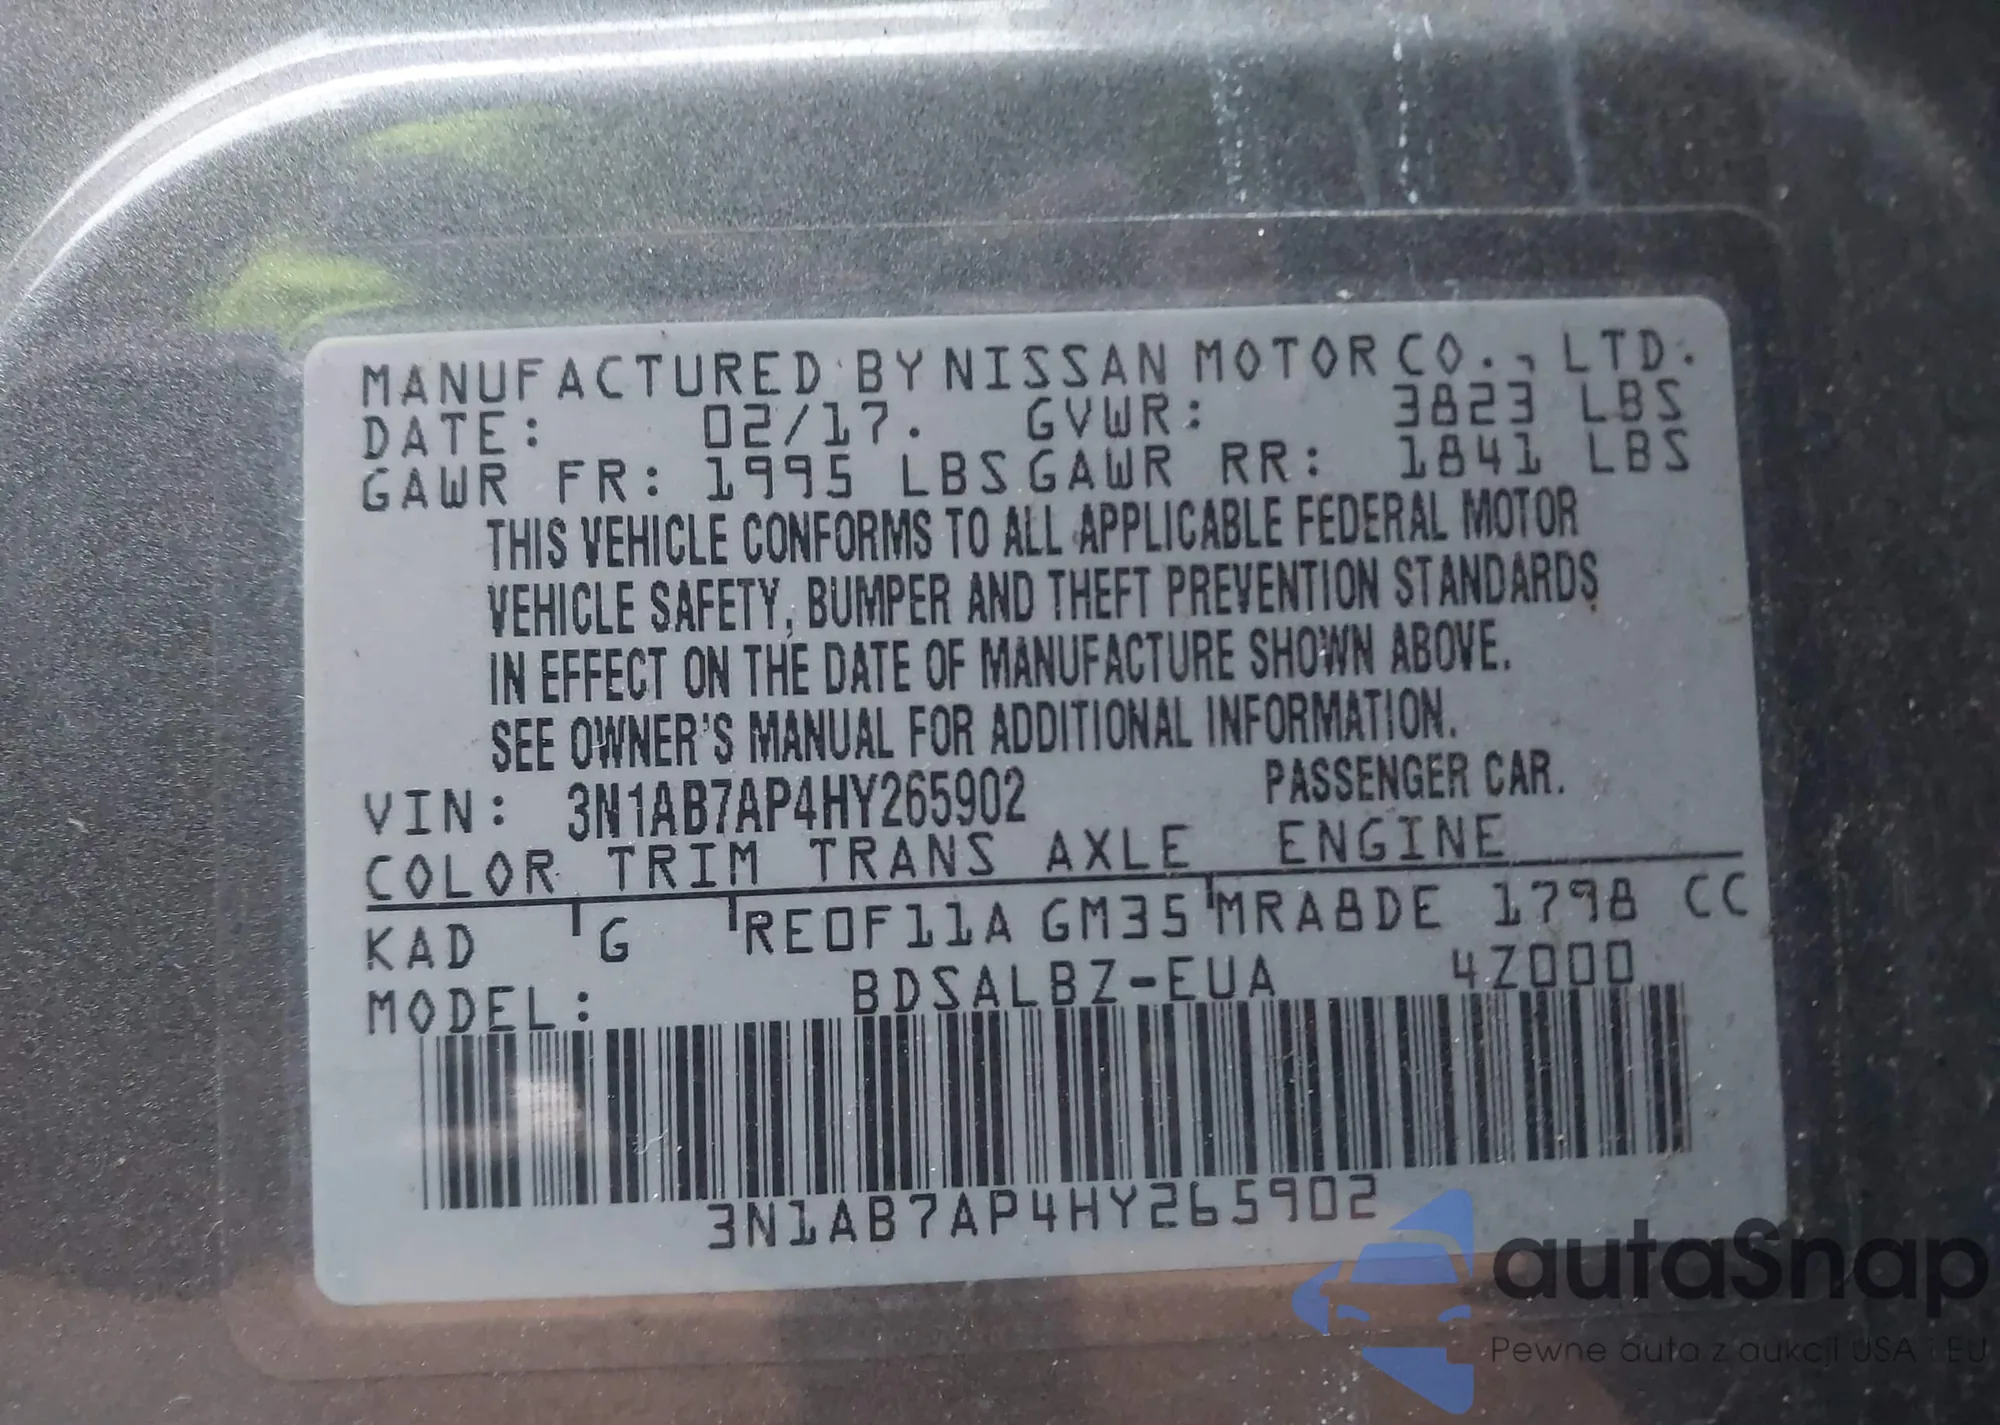 MANUFACTURED BY NISSAN MOTOR CO., LTD.
DATE: 02/17. GVWR: 3823 LBS
GAWR FR: 1995 LBS GAWR RR: 1841 LBS
THIS VEHICLE CONFORMS TO ALL APPLICABLE FEDERAL MOTOR
VEHICLE SAFETY, BUMPER AND THEFT PREVENTION STANDARDS
IN EFFECT ON THE DATE OF MANUFACTURE SHOWN ABOVE.
SEE OWNER'S MANUAL FOR ADDITIONAL INFORMATION.
VIN: 3N1AB7AP4HY265902 PASSENGER CAR.
COLOR TRIM TRANS AXLE ENGINE
KAD G RE0F11A GM35 MRA8DE 1798 CC
MODEL: BDSALBZ-EUA 4Z000
3N1AB7AP4HY265902
autaSnap
Pewne auta z aukcji USA i EU